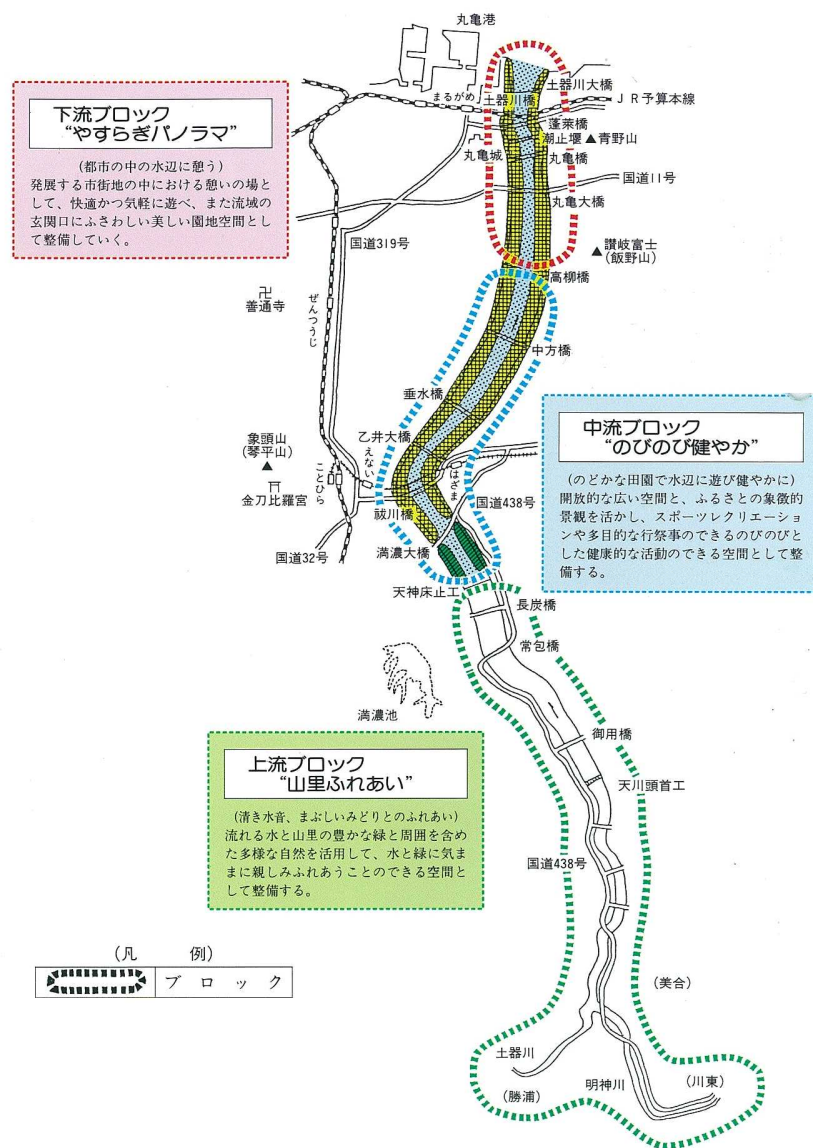 丸亀港
土器川大橋
まるがめ
土器川橋
JR予算本線
蓬莱橋
潮止堰
▲青野山
丸亀城
丸亀橋
国道11号
丸亀大橋
下流ブロック
“やすらぎパノラマ”
(都市の中の水辺に憩う)
発展する市街地の中における憩いの場と
して、快適かつ気軽に遊べ、また流域の
玄関口にふさわしい美しい園地空間とし
て整備していく。
国道319号
▲讃岐富士
(飯野山)
高柳橋
卍
善通寺
ぜんつうじ
中方橋
垂水橋
乙井大橋
えない
はざま
象頭山
(琴平山)
▲
金刀比羅宮
ことひら
祓川橋
国道438号
国道32号
満濃大橋
中流ブロック
“のびのび健やか”
(のどかな田園で水辺に遊び健やかに)
開放的な広い空間と、ふるさとの象徴的
景観を活かし、スポーツレクリエーショ
ンや多目的な行祭事のできるのびのびと
した健康的な活動のできる空間として整
備する。
天神床止工
長炭橋
常包橋
満濃池
御用橋
天川頭首工
上流ブロック
“山里ふれあい”
(清き水音、まぶしいみどりとのふれあい)
流れる水と山里の豊かな緑と周囲を含め
た多様な自然を活用して、水と緑に気ま
まに親しみふれあうことのできる空間と
して整備する。
国道438号
(凡 例)
ブロック
(美合)
土器川
(勝浦)
明神川
(川東)